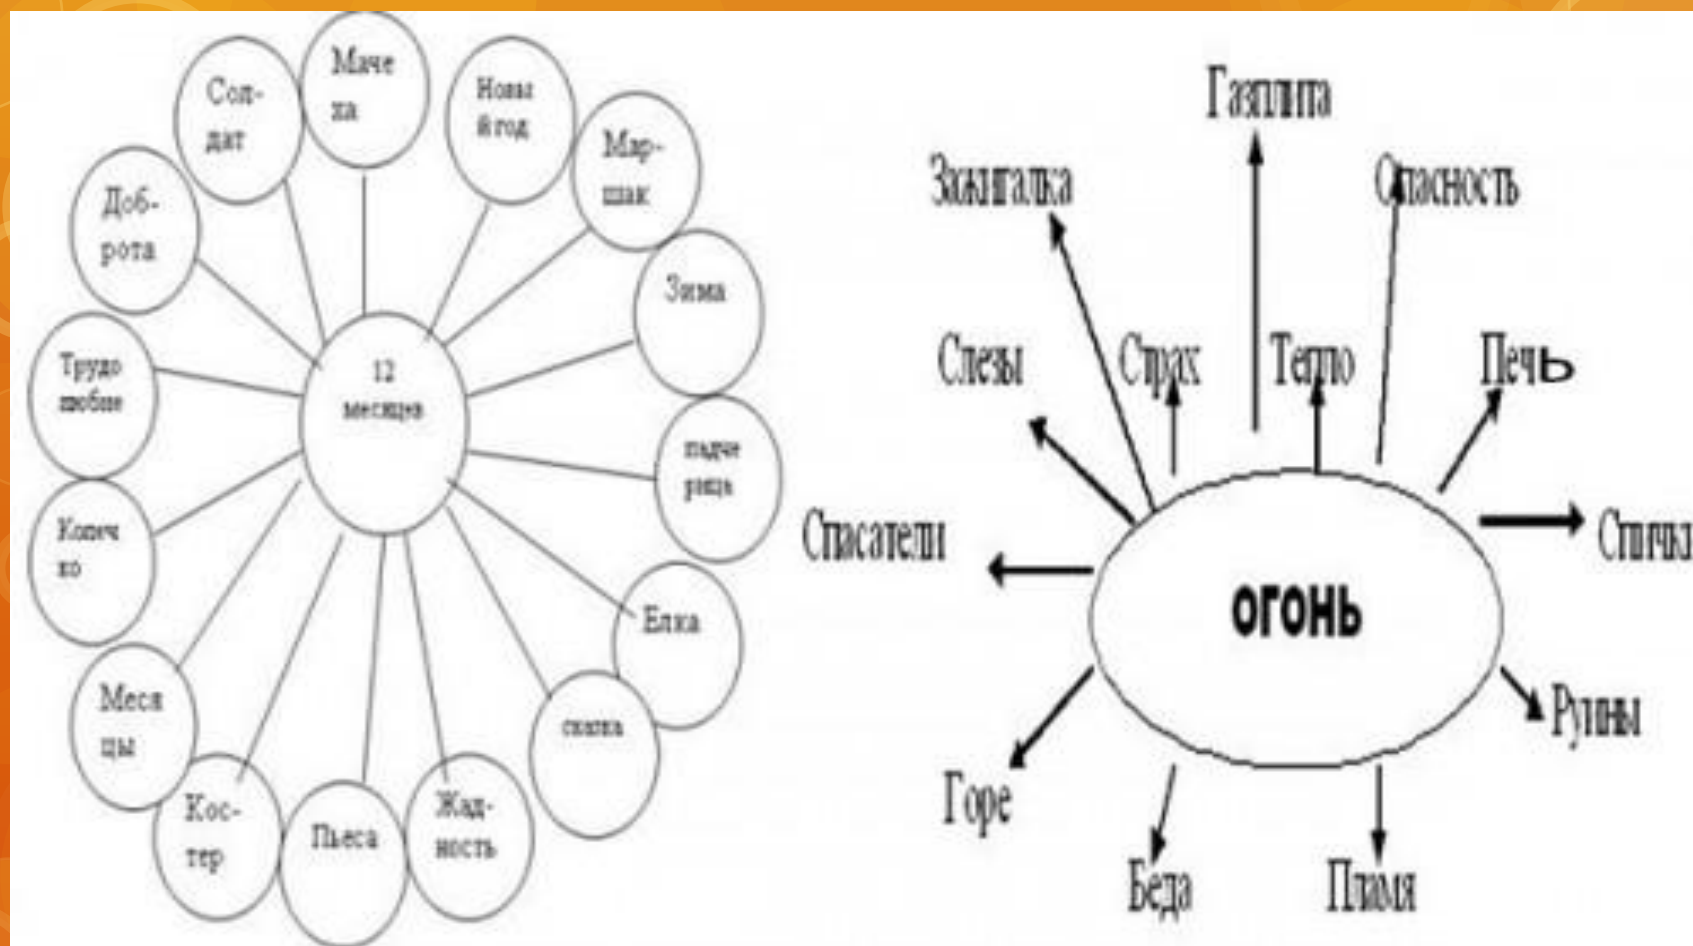 Маче
ха
Сол-
дат
Новы
й год
Мар-
шак
Доб-
рота
Зима
Трудо
любие
12
месяцев
падче
рица
Колеч
ко
Елка
Меся
цы
сказка
Кос-
тер
Пьеса
Жад-
ность
Газплита
Зажигалка
Опасность
Слезы
Страх
Тепло
Печь
Спасатели
Спички
ОГОНЬ
Руины
Горе
Беда
Пламя